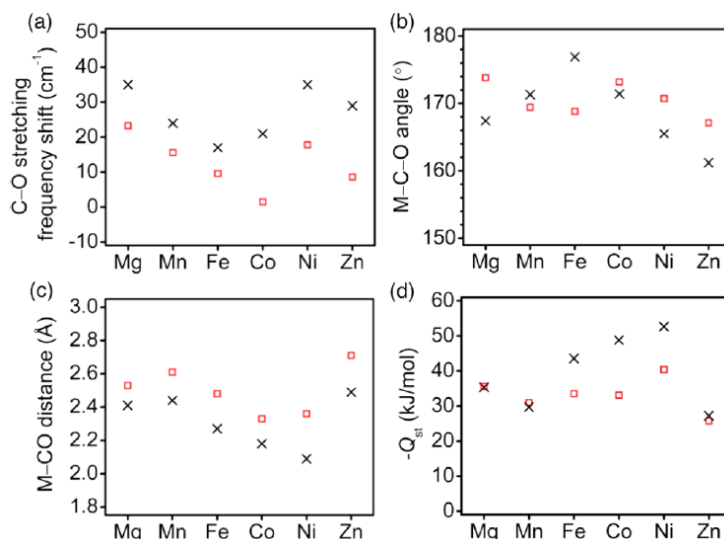 (a)
C–O stretching
frequency shift (cm⁻¹)
50
40
30
20
10
0
-10
Mg Mn Fe Co Ni Zn
(b)
M–C–O angle (°)
180
170
160
150
Mg Mn Fe Co Ni Zn
(c)
M–CO distance (Å)
3.0
2.8
2.6
2.4
2.2
2.0
1.8
Mg Mn Fe Co Ni Zn
(d)
-Qst (kJ/mol)
60
50
40
30
20
10
0
Mg Mn Fe Co Ni Zn